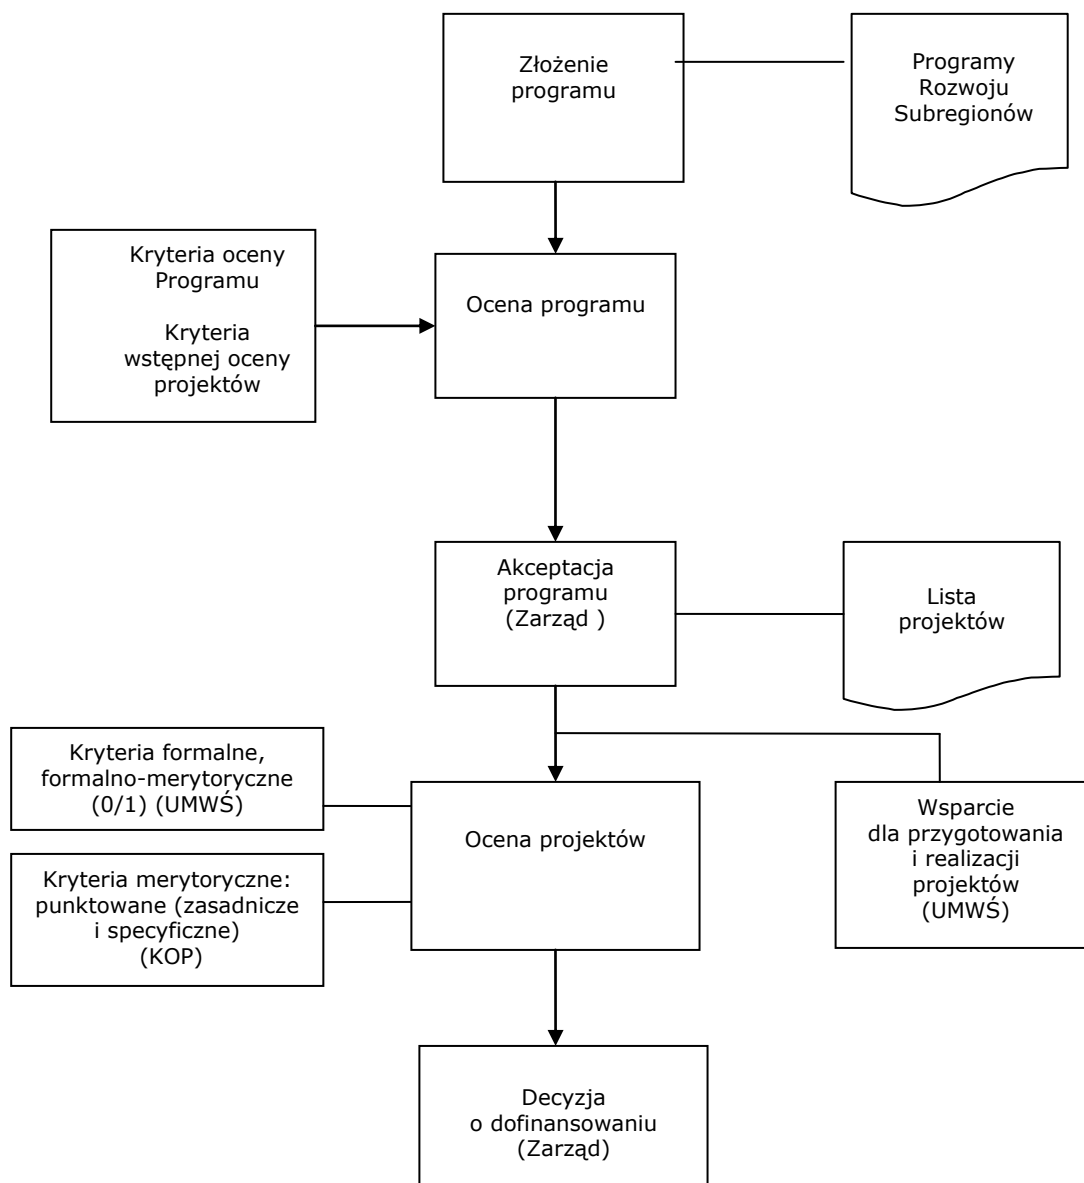 Złożenie
programu
Programy
Rozwoju
Subregionów
Kryteria oceny
Programu
Kryteria
wstępnej oceny
projektów
Ocena programu
Akceptacja
programu
(Zarząd )
Lista
projektów
Kryteria formalne,
formalno-merytoryczne
(0/1) (UMWŚ)
Ocena projektów
Wsparcie
dla przygotowania
i realizacji
projektów
(UMWŚ)
Kryteria merytoryczne:
punktowane (zasadnicze
i specyficzne)
(KOP)
Decyzja
o dofinansowaniu
(Zarząd)